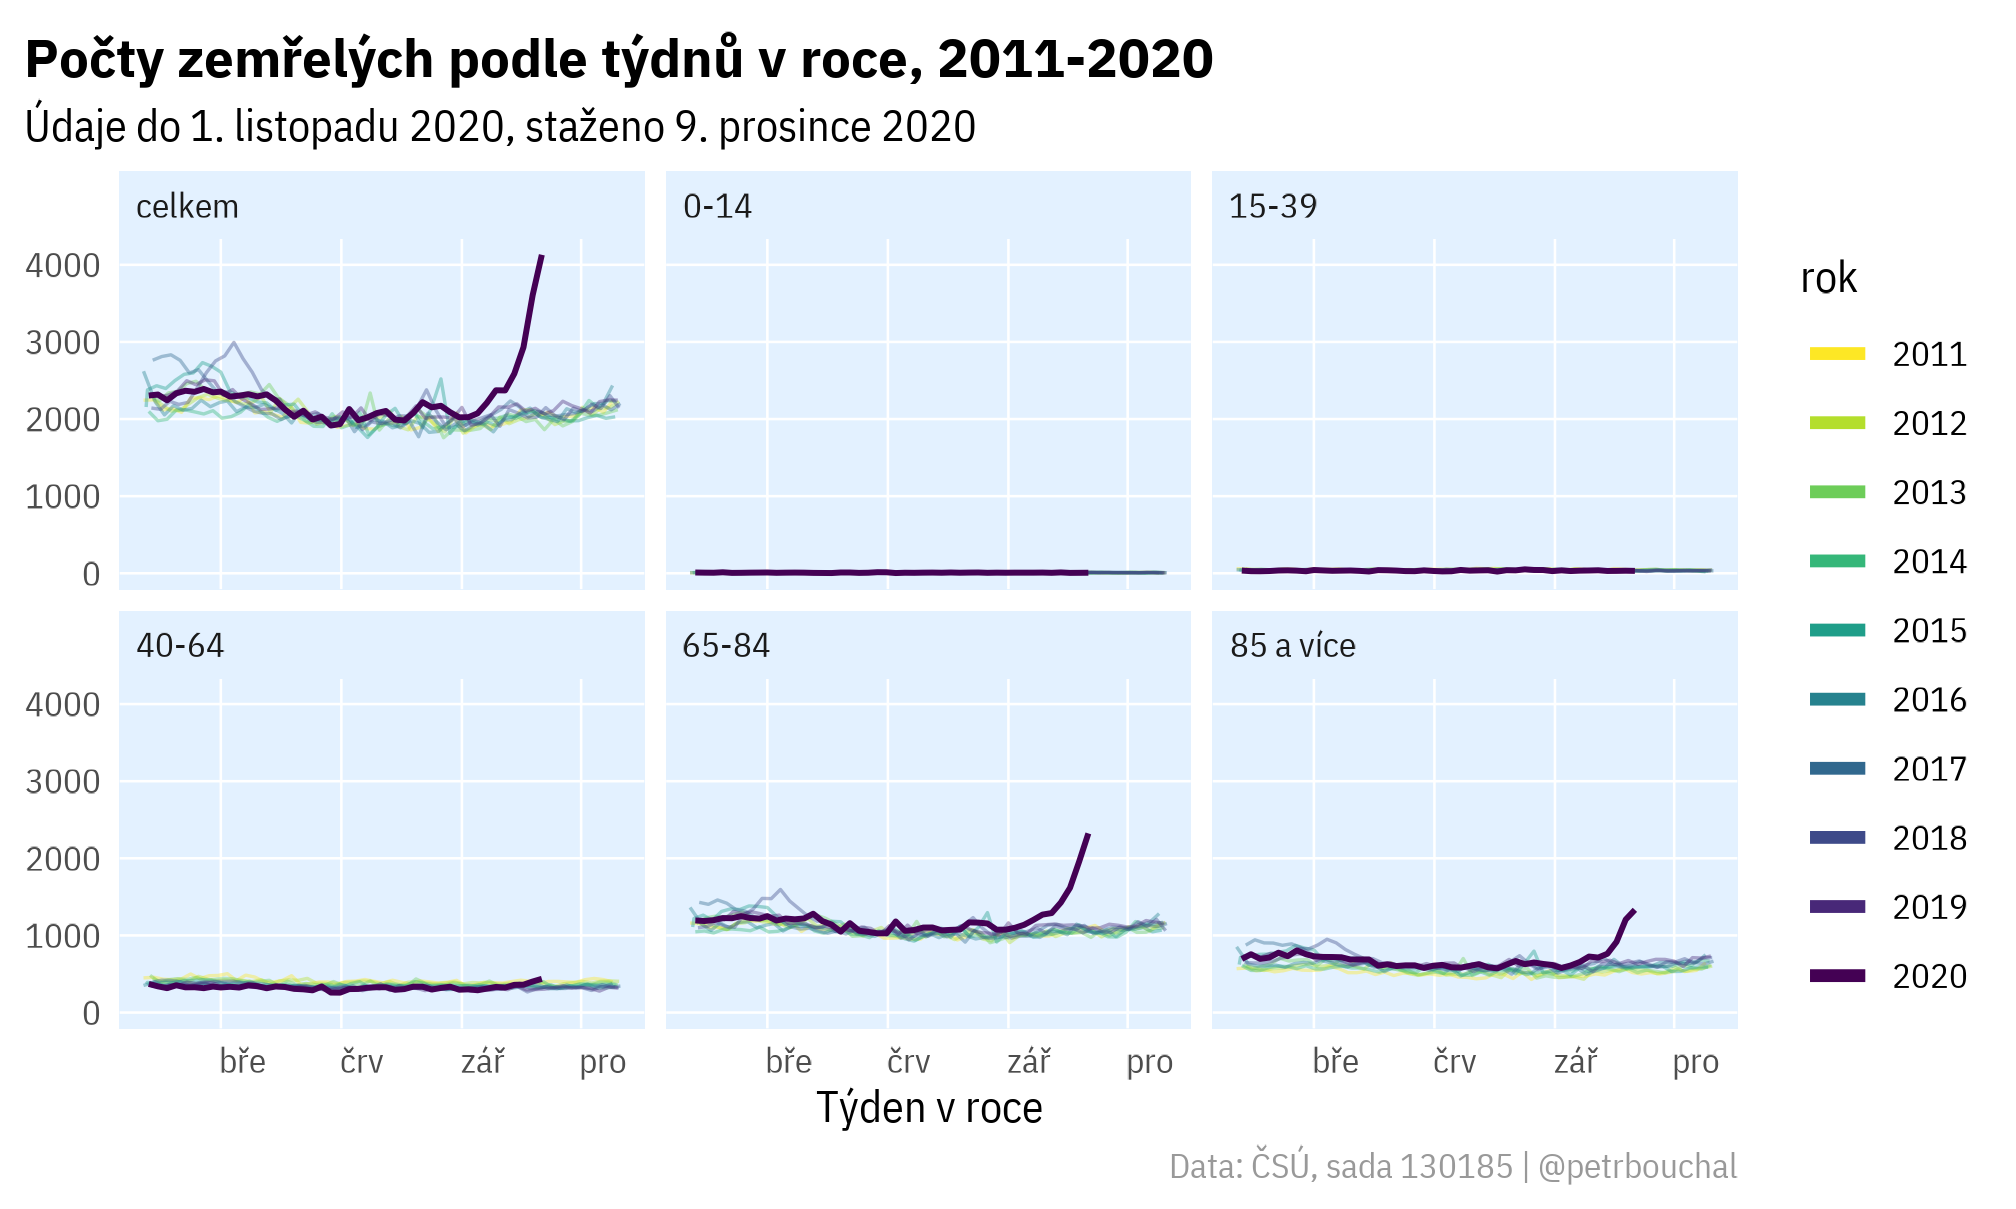 Počty zemřelých podle týdnů v roce, 2011-2020
Údaje do 1. listopadu 2020, staženo 9. prosince 2020
celkem
0-14
15-39
4000
3000
2000
1000
0
40-64
65-84
85 a více
4000
3000
2000
1000
0
bře
črv
zář
pro
bře
črv
zář
pro
bře
črv
zář
pro
Týden v roce
rok
2011
2012
2013
2014
2015
2016
2017
2018
2019
2020
Data: ČSÚ, sada 130185 | @petrbouchal